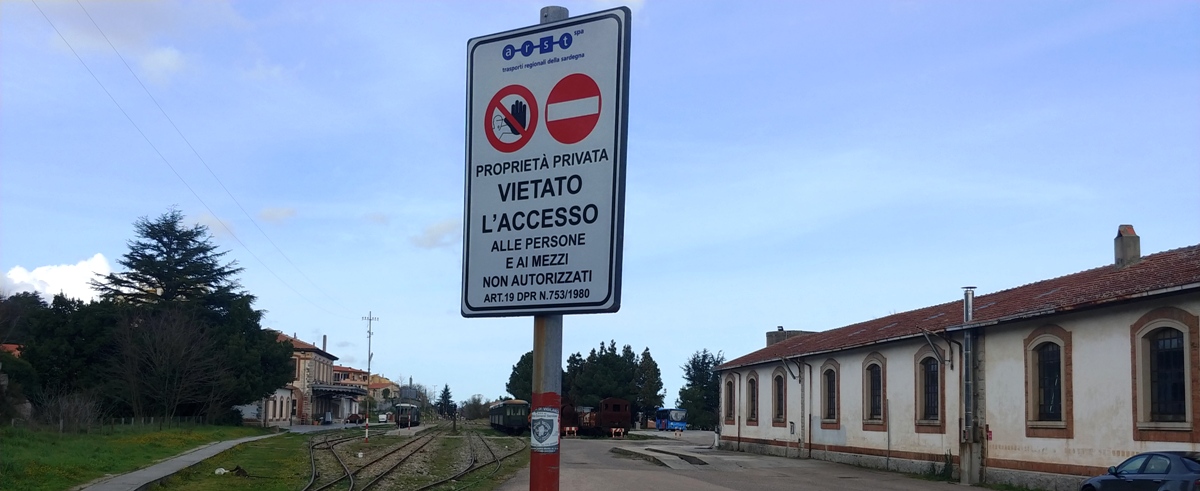 arst spa
trasporti regionali della sardegna
PROPRIETÀ PRIVATA
VIETATO
L'ACCESSO
ALLE PERSONE
E AI MEZZI
NON AUTORIZZATI
ART.19 DPR N.753/1980